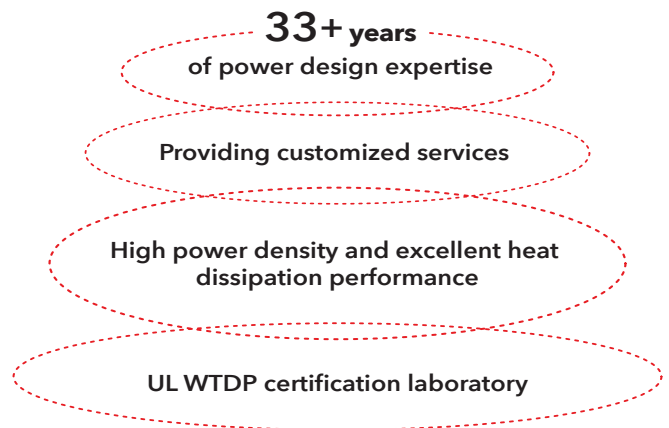 33+ years
of power design expertise
Providing customized services
High power density and excellent heat
dissipation performance
UL WTDP certification laboratory